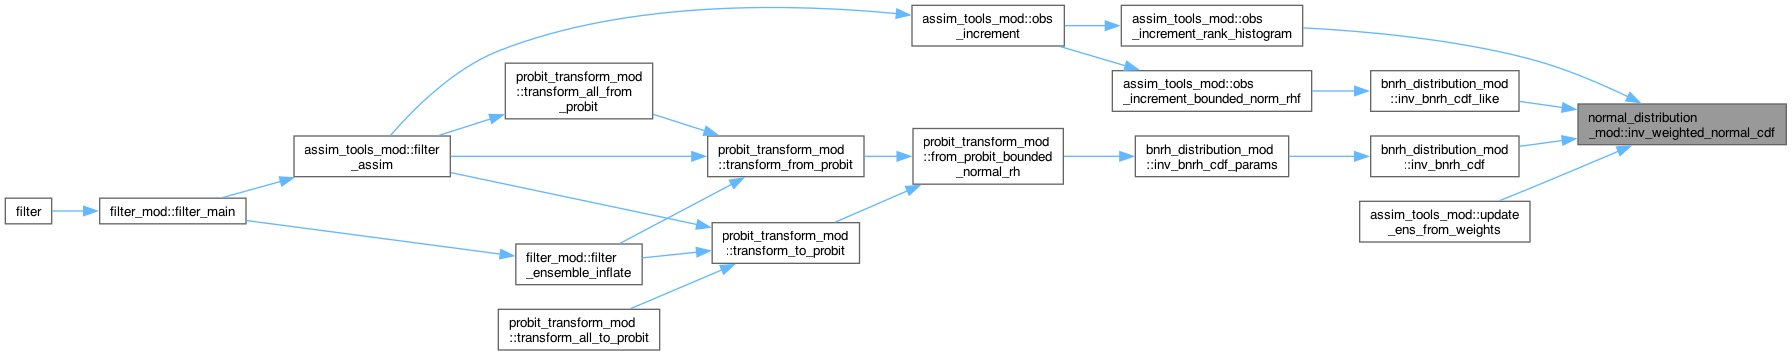 filter
filter_mod::filter_main
assim_tools_mod::filter
_assim
probit_transform_mod
::transform_all_from
_probit
filter_mod::filter
_ensemble_inflate
probit_transform_mod
::transform_all_to_probit
probit_transform_mod
::transform_from_probit
probit_transform_mod
::transform_to_probit
assim_tools_mod::obs
_increment
probit_transform_mod
::from_probit_bounded
_normal_rh
assim_tools_mod::obs
_increment_rank_histogram
assim_tools_mod::obs
_increment_bounded_norm_rhf
bnrh_distribution_mod
::inv_bnrh_cdf_params
bnrh_distribution_mod
::inv_bnrh_cdf_like
bnrh_distribution_mod
::inv_bnrh_cdf
assim_tools_mod::update
_ens_from_weights
normal_distribution
_mod::inv_weighted_normal_cdf